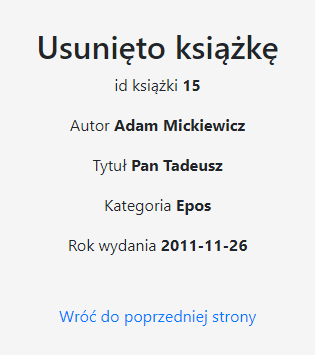 Usunięto książkę
id książki 15
Autor Adam Mickiewicz
Tytuł Pan Tadeusz
Kategoria Epos
Rok wydania 2011-11-26
Wróć do poprzedniej strony